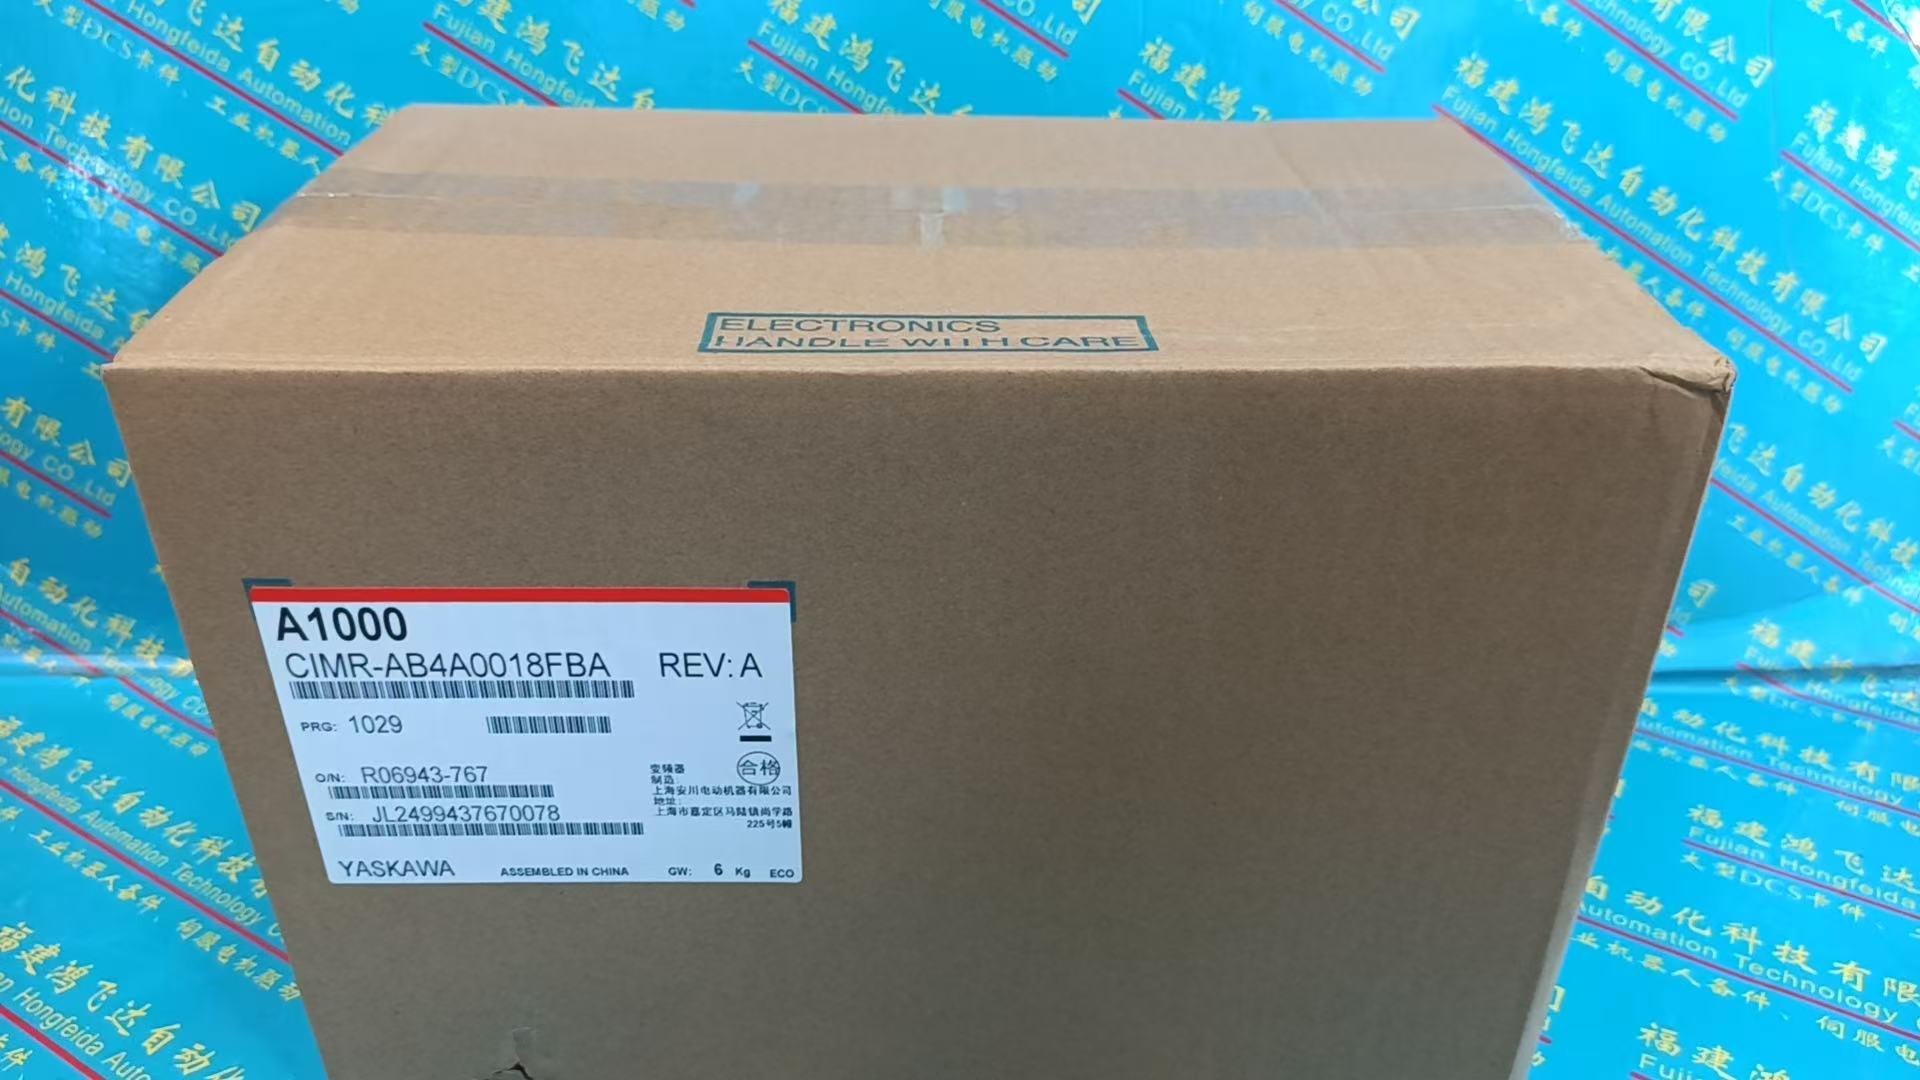 福建鸿飞达自动化科技有限公司
Fujian Hongfeida Automation Technology CO.Ltd
大型DCS卡件、工业机器人备件、伺服电机驱动
ELECTRONICS
HANDLE WITH CARE
A1000
CIMR-AB4A0018FBA REV: A
PRG: 1029
O/N: R06943-767
S/N: JL2499437670078
变频器
合格
制造:
上海安川电动机器有限公司
地址:
上海市嘉定区马陆镇尚学路
225号5幢
YASKAWA ASSEMBLED IN CHINA GW: 6 Kg ECO